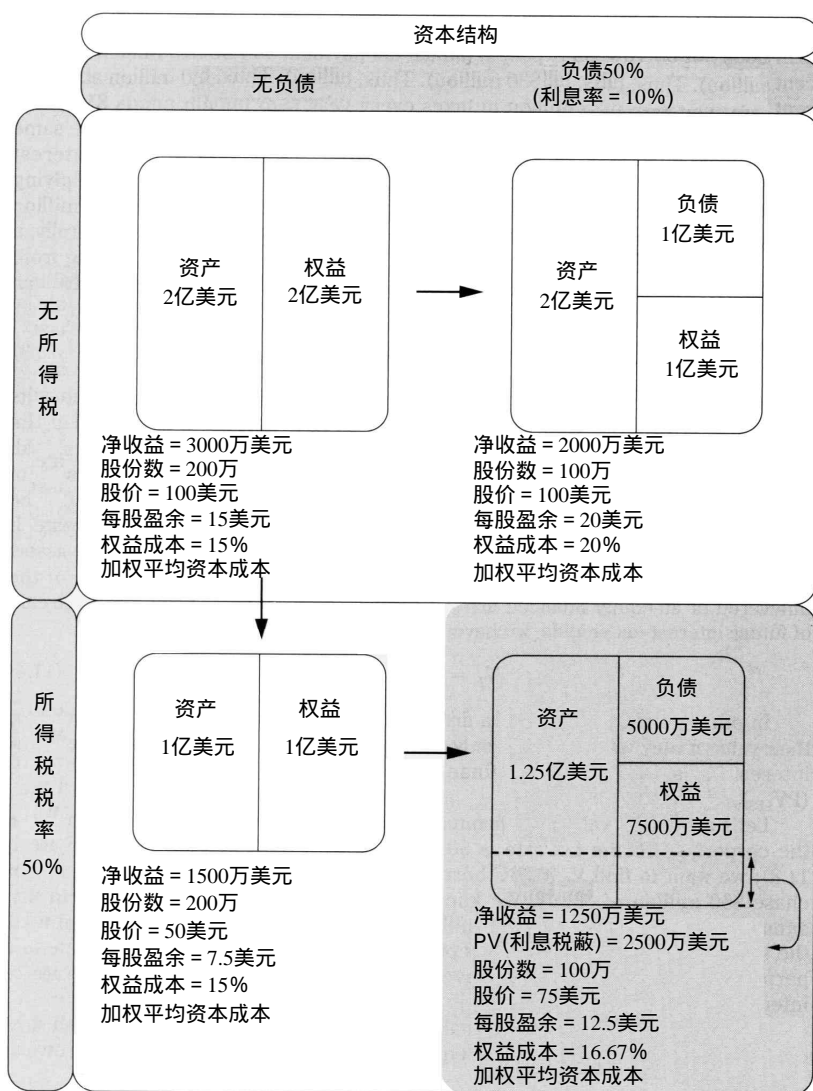 资本结构
无负债
负债50%
(利息率 = 10%)
无所得税
资产
2亿美元
权益
2亿美元
净收益 = 3000万美元
股份数 = 200万
股价 = 100美元
每股盈余 = 15美元
权益成本 = 15%
加权平均资本成本
资产
2亿美元
负债
1亿美元
权益
1亿美元
净收益 = 2000万美元
股份数 = 100万
股价 = 100美元
每股盈余 = 20美元
权益成本 = 20%
加权平均资本成本
所得税税率
50%
资产
1亿美元
权益
1亿美元
净收益 = 1500万美元
股份数 = 200万
股价 = 50美元
每股盈余 = 7.5美元
权益成本 = 15%
加权平均资本成本
资产
1.25亿美元
负债
5000万美元
权益
7500万美元
净收益 = 1250万美元
PV(利息税蔽) = 2500万美元
股份数 = 100万
股价 = 75美元
每股盈余 = 12.5美元
权益成本 = 16.67%
加权平均资本成本